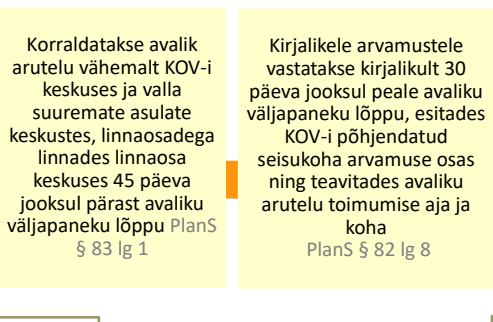 Korraldatakse avalik
arutelu vähemalt KOV-i
keskuses ja valla
suuremate asulate
keskustes, linnaosadega
linnades linnaosa
keskuses 45 päeva
jooksul pärast avaliku
väljapaneku lõppu PlanS
§ 83 lg 1
Kirjalikele arvamustele
vastatakse kirjalikult 30
päeva jooksul peale avaliku
väljapaneku lõppu, esitades
KOV-i põhjendatud
seisukoha arvamuse osas
ning teavitades avaliku
arutelu toimumise aja ja
koha
PlanS § 82 lg 8